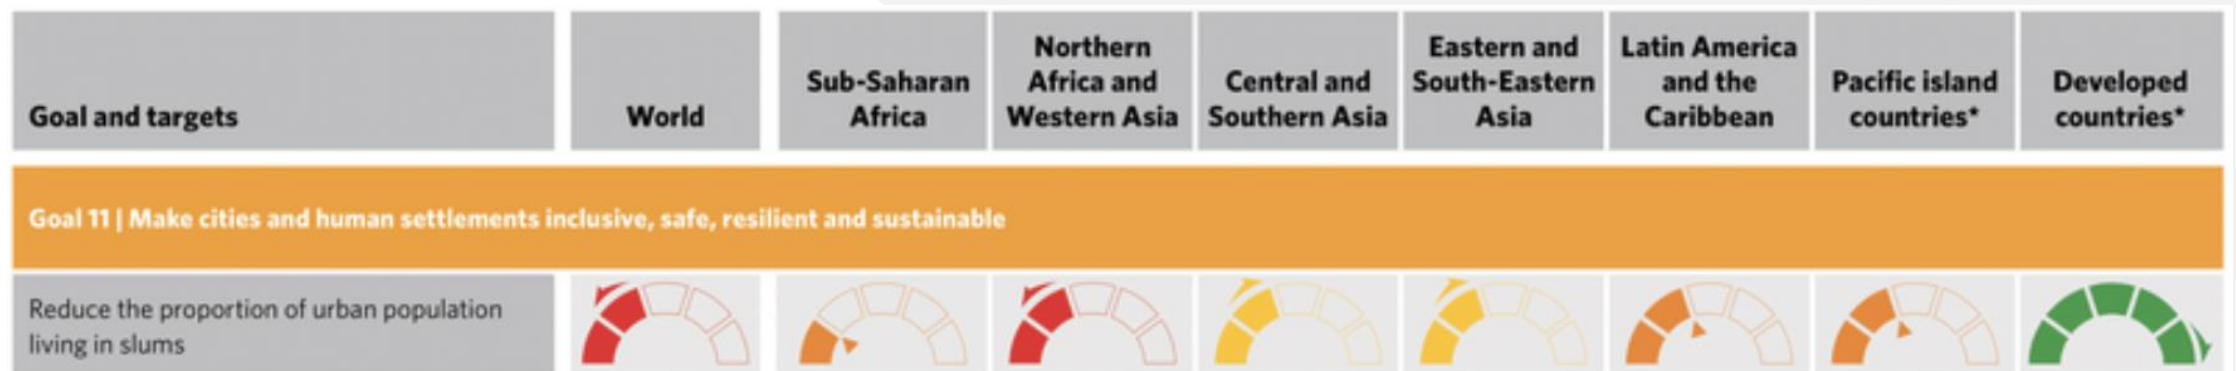 Goal and targets
World
Sub-Saharan
Africa
Northern
Africa and
Western Asia
Central and
Southern Asia
Eastern and
South-Eastern
Asia
Latin America
and the
Caribbean
Pacific island
countries*
Developed
countries*
Goal 11 | Make cities and human settlements inclusive, safe, resilient and sustainable
Reduce the proportion of urban population
living in slums